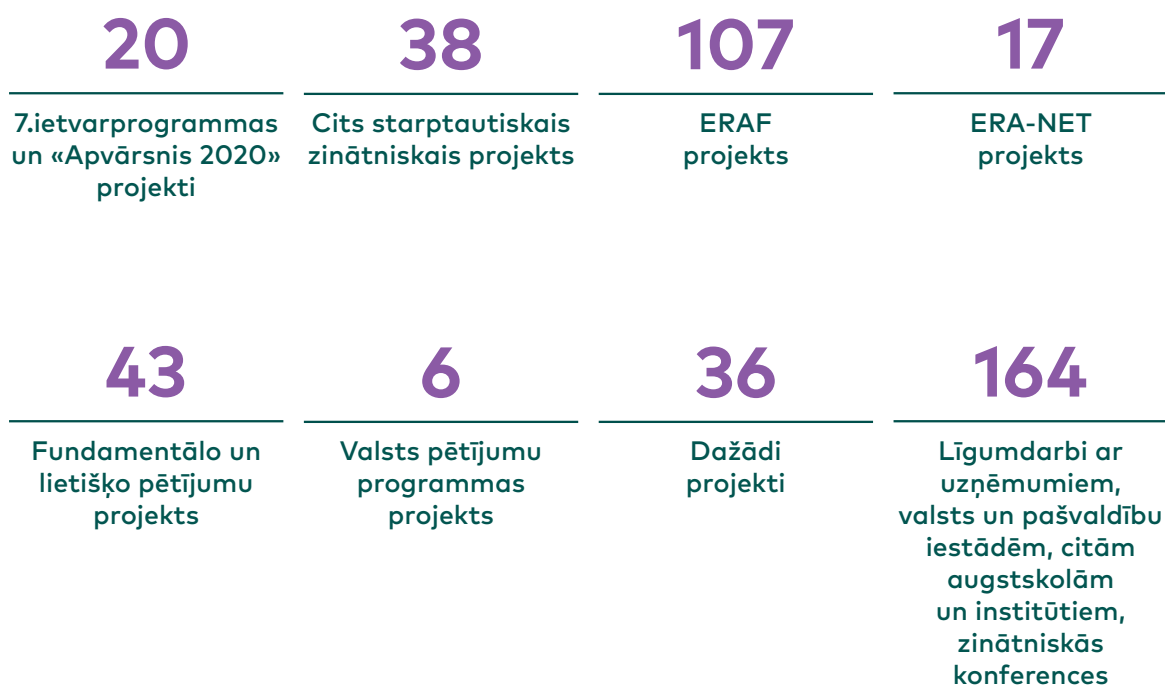 20
7.ietvarprogrammas
un «Apvārsnis 2020»
projekti
38
Cits starptautiskais
zinātniskais projekts
107
ERAF
projekts
17
ERA-NET
projekts
43
Fundamentālo un
lietišķo pētījumu
projekts
6
Valsts pētījumu
programmas
projekts
36
Dažādi
projekti
164
Līgumdarbi ar
uzņēmumiem,
valsts un pašvaldību
iestādēm, citām
augstskolām
un institūtiem,
zinātniskās
konferences